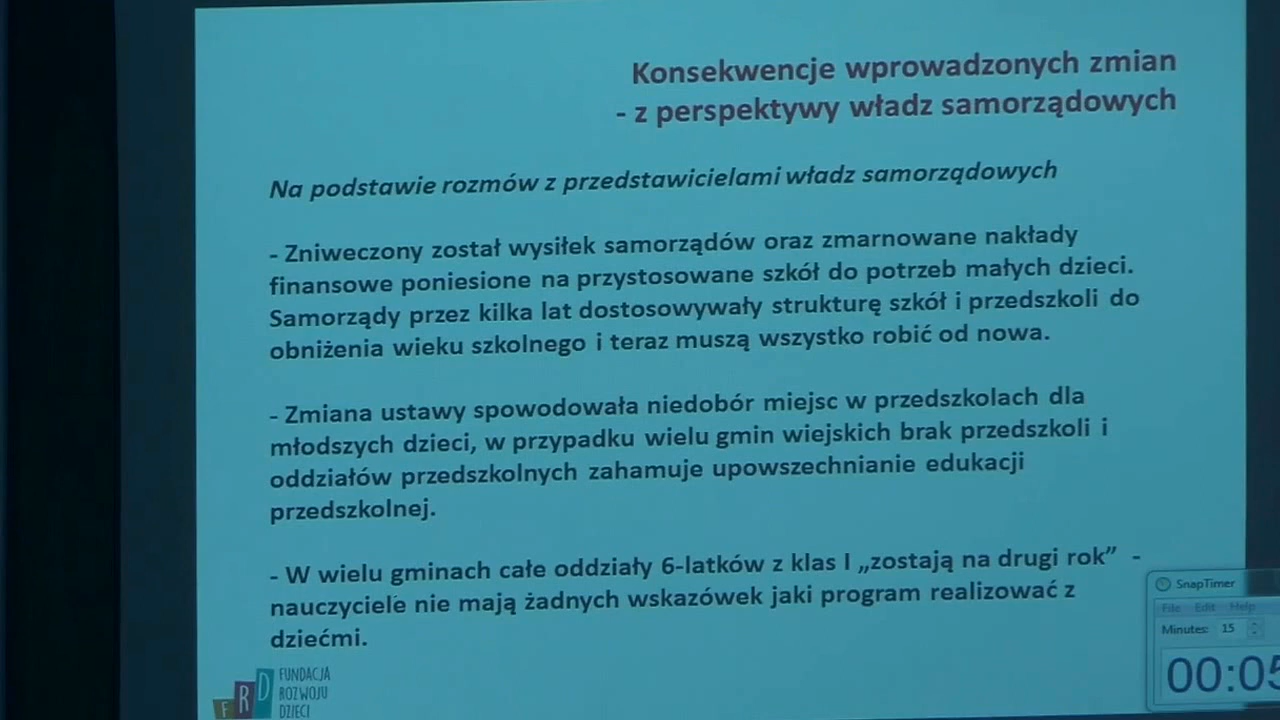 Konsekwencje wprowadzonych zmian
- z perspektywy władz samorządowych
Na podstawie rozmów z przedstawicielami władz samorządowych
- Zniweczony został wysiłek samorządów oraz zmarnowane nakłady
finansowe poniesione na przystosowane szkół do potrzeb małych dzieci.
Samorządy przez kilka lat dostosowywały strukturę szkół i przedszkoli do
obniżenia wieku szkolnego i teraz muszą wszystko robić od nowa.
- Zmiana ustawy spowodowała niedobór miejsc w przedszkolach dla
młodszych dzieci, w przypadku wielu gmin wiejskich brak przedszkoli i
oddziałów przedszkolnych zahamuje upowszechnianie edukacji
przedszkolnej.
- W wielu gminach całe oddziały 6-latków z klas I „zostają na drugi rok” -
nauczyciele nie mają żadnych wskazówek jaki program realizować z
dziećmi.
FRD
FUNDACJA
ROZWOJU
DZIECI
SnapTimer
File Edit Help
Minutes: 15
00:05